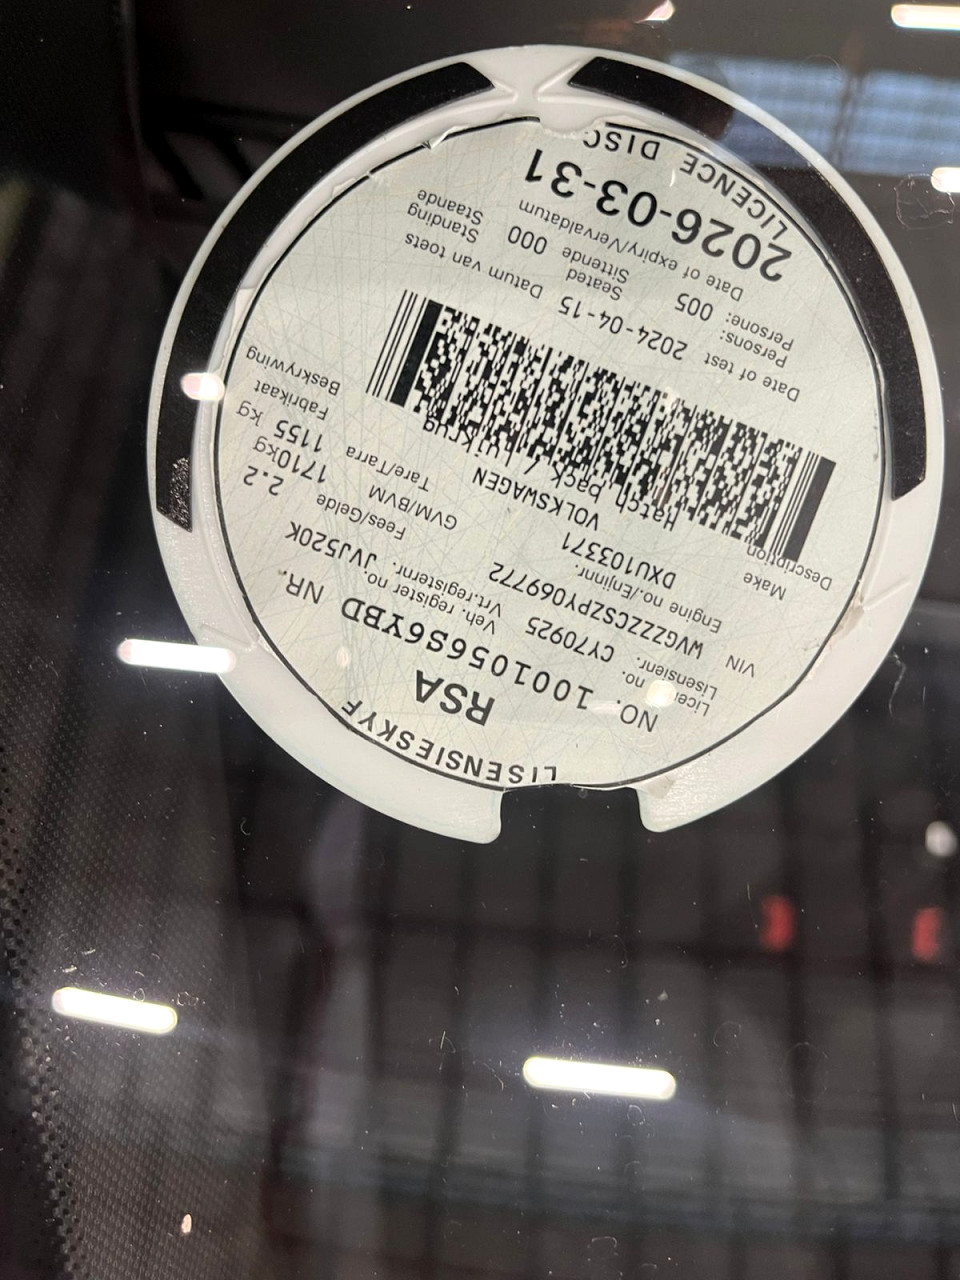 LISENSIESKYF
RSA
NO. 1001056S6YBD NR.
Licence no. CY70925 Veh. register no. JVJ520K
Lisensienr. Vrt.registernr.
VIN WVGZZZCSZPY069772 Fees/Gelde 2.2
Engine no./Enjinnr. DXU103371 GVM/BVM 1710kg
Make VOLKSWAGEN Tare/Tarra 1155 kg Fabrikaat
Description Hatch back / Luikrug Beskrywing
Date of test 2024-04-15 Datum van toets
Persons: 005 Seated 000 Standing
Persone: Sittende Staande
Date of expiry/Vervaldatum
2026-03-31
LICENCE DISC